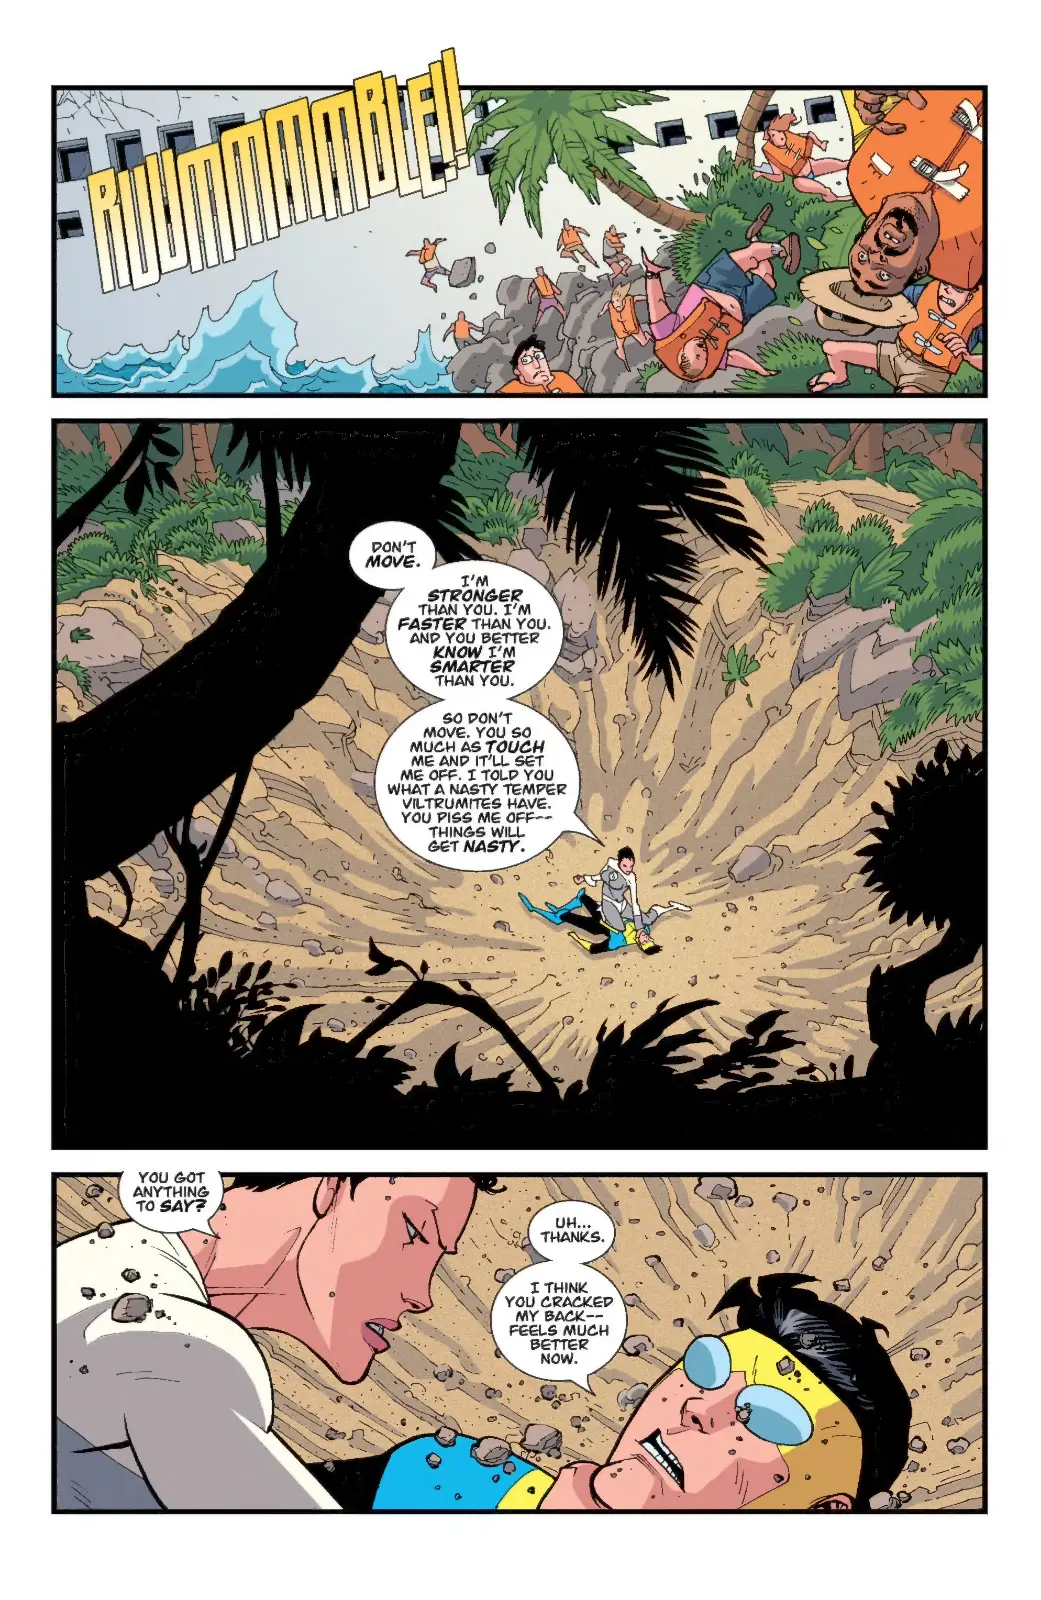 RUUMMMMMBLE!!
DON'T
MOVE.
I'M
STRONGER
THAN YOU. I'M
FASTER THAN YOU.
AND YOU BETTER
KNOW I'M
SMARTER
THAN YOU.
SO DON'T
MOVE. YOU SO
MUCH AS TOUCH
ME AND IT'LL SET
ME OFF. I TOLD YOU
WHAT A NASTY TEMPER
VILTRUMITES HAVE.
YOU PISS ME OFF--
THINGS WILL
GET NASTY.
YOU GOT
ANYTHING
TO SAY?
UH...
THANKS.
I THINK
YOU CRACKED
MY BACK--
FEELS MUCH
BETTER
NOW.